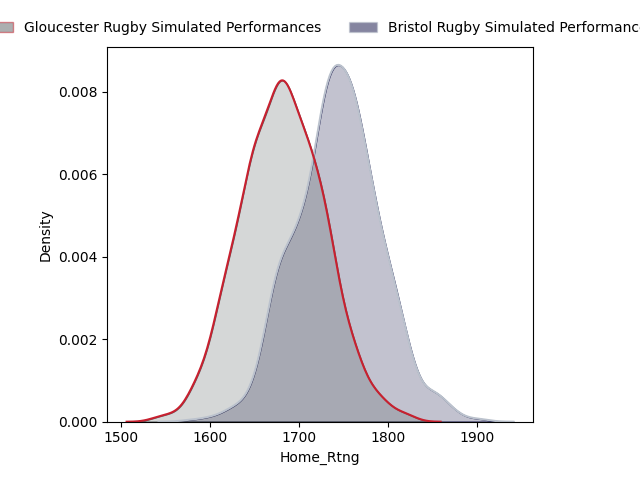 Gloucester Rugby Simulated Performances Bristol Rugby Simulated
0.008
0.006
0.004
0.002
0.000
Density
1500 1600 1700 1800 1900
Home_Rtng